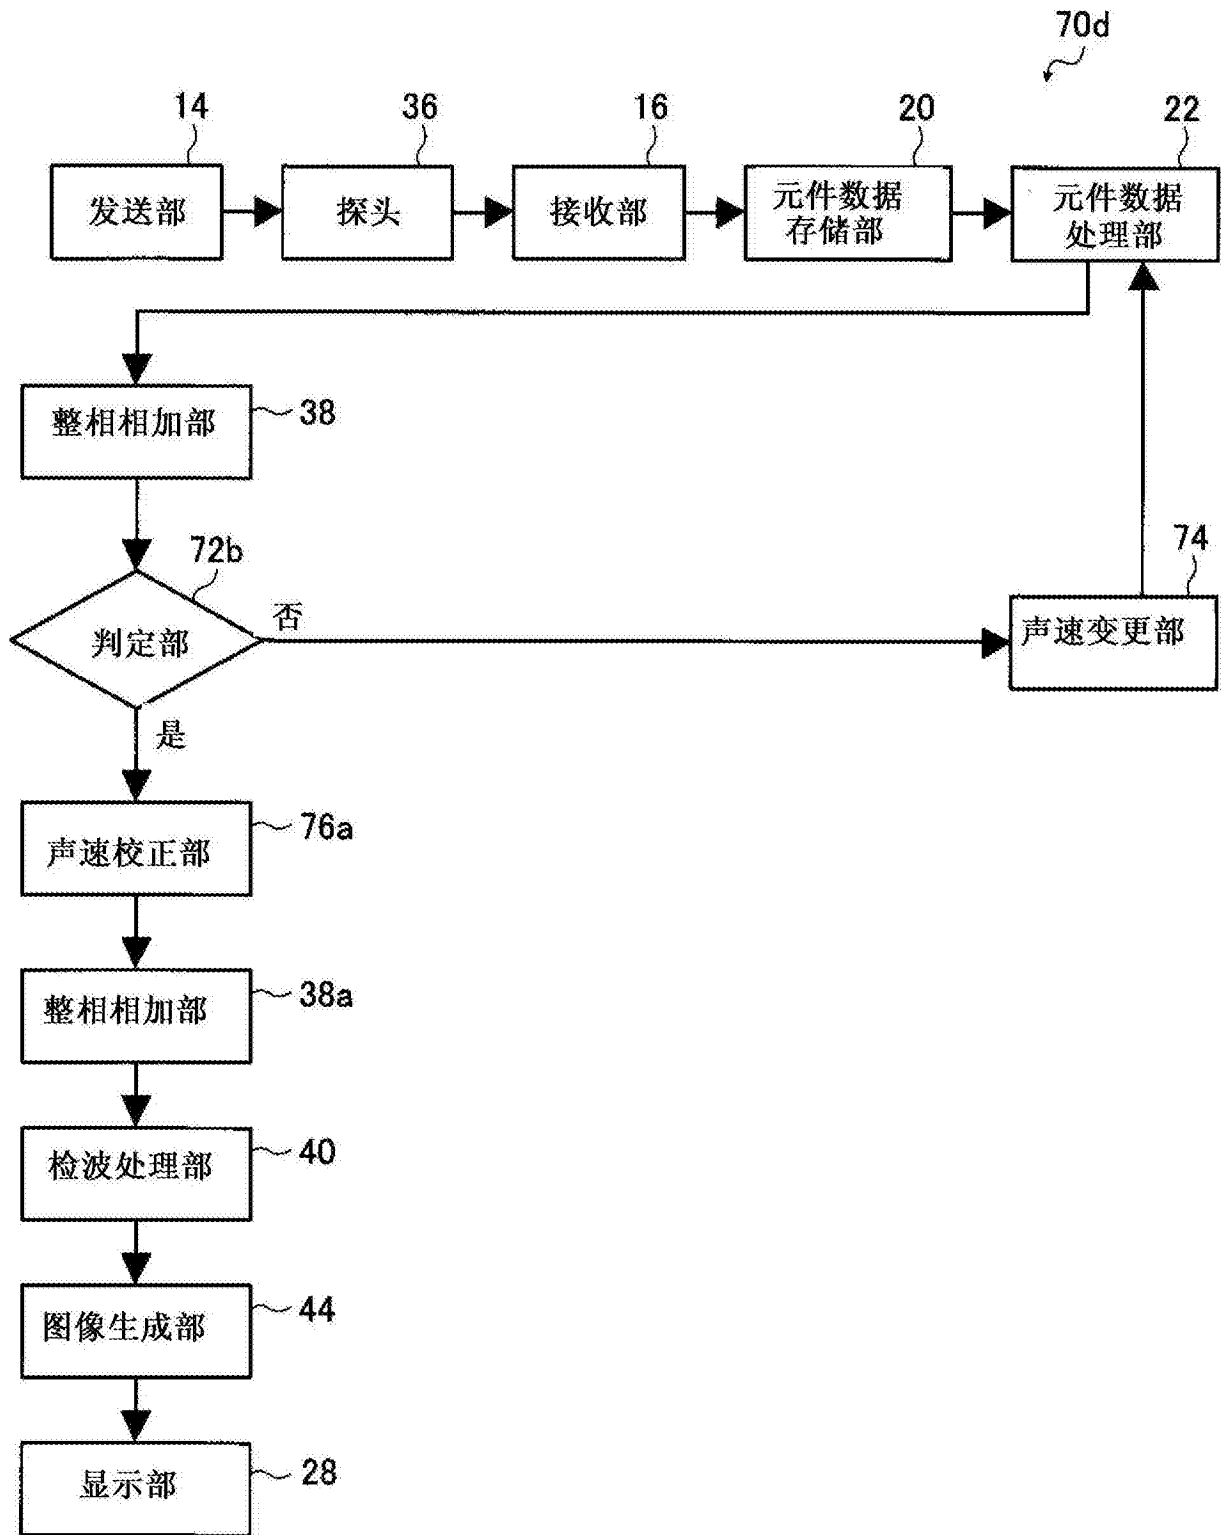 70d
14
36
16
20
22
发送部
探头
接收部
元件数据
存储部
元件数据
处理部
整相相加部
38
72b
判定部
否
74
声速变更部
是
声速校正部
76a
整相相加部
38a
检波处理部
40
图像生成部
44
显示部
28